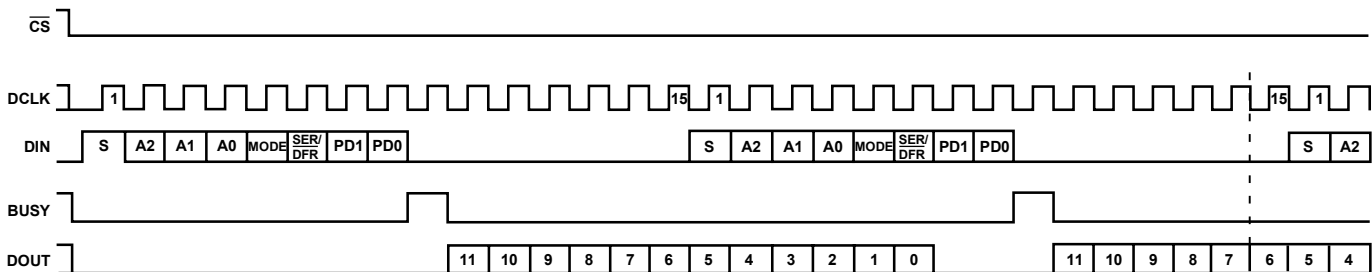 CS
DCLK 1 15 1 15 1
DIN S A2 A1 A0 MODE SER/DFR PD1 PD0 S A2 A1 A0 MODE SER/DFR PD1 PD0 S A2
BUSY
DOUT 11 10 9 8 7 6 5 4 3 2 1 0 11 10 9 8 7 6 5 4